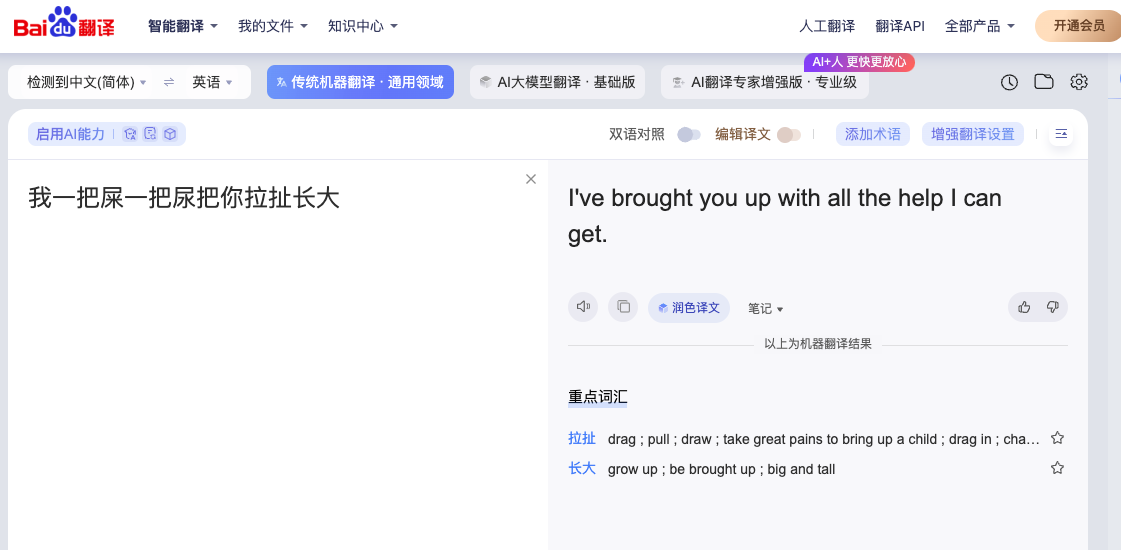 Bai du 翻译 智能翻译 我的文件 知识中心 人工翻译 翻译API 全部产品 开通会员
AI+人 更快更放心
检测到中文(简体) 英语 传统机器翻译 · 通用领域 AI大模型翻译 · 基础版 AI翻译专家增强版 · 专业级
启用AI能力 双语对照 编辑译文 添加术语 增强翻译设置
我一把屎一把尿把你拉扯长大
I've brought you up with all the help I can
get.
润色译文 笔记
以上为机器翻译结果
重点词汇
拉扯 drag ; pull ; draw ; take great pains to bring up a child ; drag in ; cha...
长大 grow up ; be brought up ; big and tall